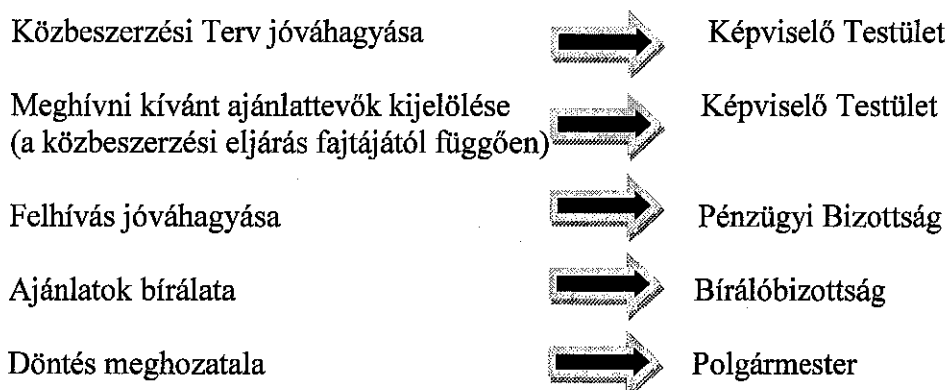 Közbeszerzési Terv jóváhagyása Képviselő Testület
Meghívni kívánt ajánlattevők kijelölése Képviselő Testület
(a közbeszerzési eljárás fajtájától függően)
Felhívás jóváhagyása Pénzügyi Bizottság
Ajánlatok bírálata Bírálóbizottság
Döntés meghozatala Polgármester